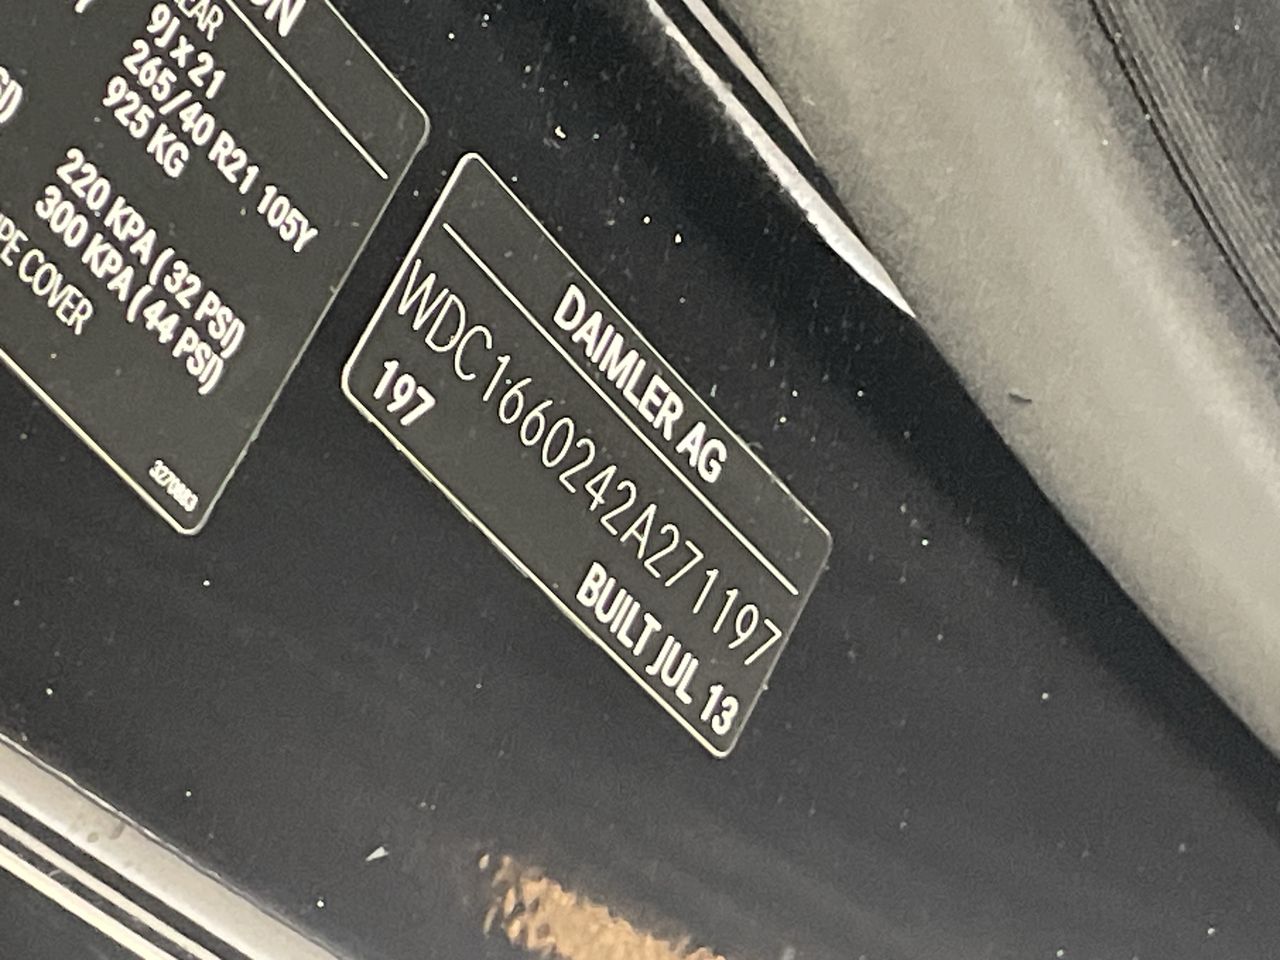 9J x 21
265/40 R21 105Y
925 KG
220 KPA ( 32 PSI)
300 KPA ( 44 PSI)
COVER
DAIMLER AG
WDC1660242A271197
197
BUILT JUL 13